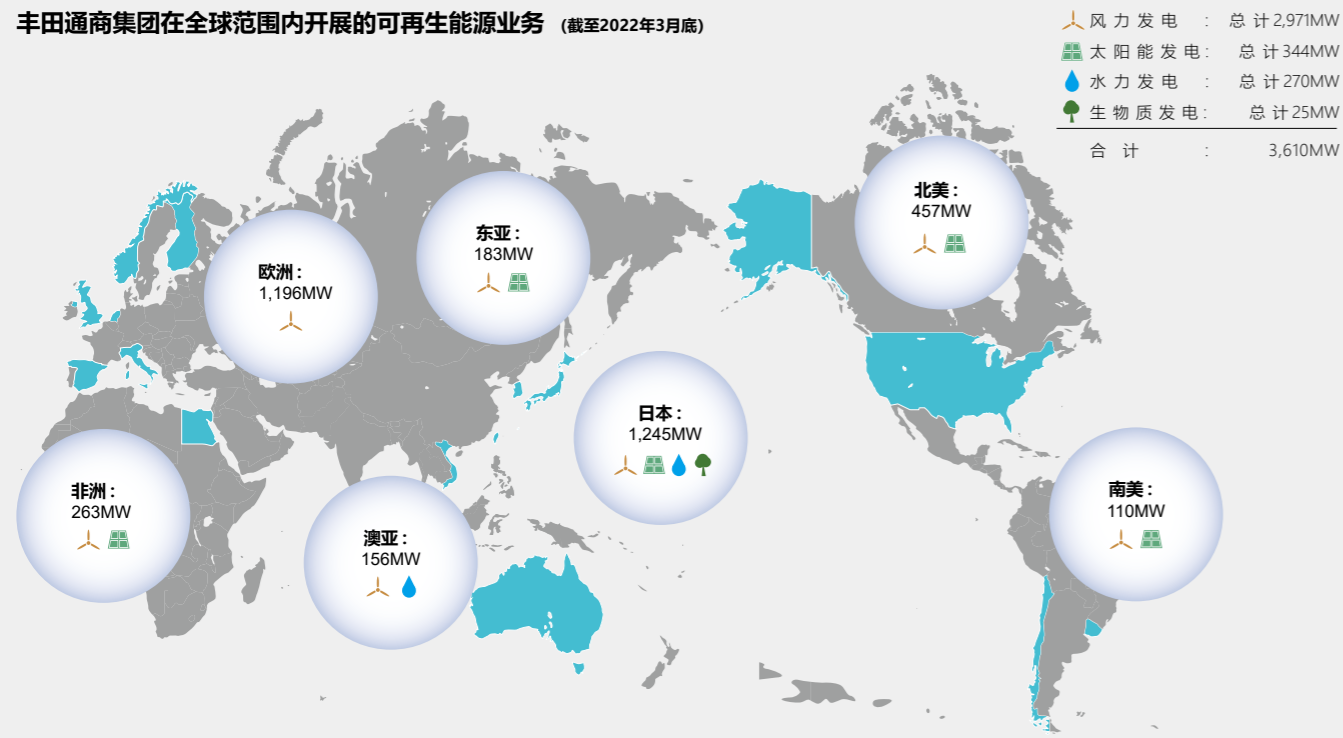 丰田通商集团在全球范围内开展的可再生能源业务 (截至2022年3月底)
风力发电 : 总计2,971MW
太阳能发电: 总计344MW
水力发电 : 总计270MW
生物质发电: 总计25MW
合计 : 3,610MW
北美:
457MW
东亚:
183MW
欧洲:
1,196MW
日本:
1,245MW
非洲:
263MW
南美:
110MW
澳亚:
156MW